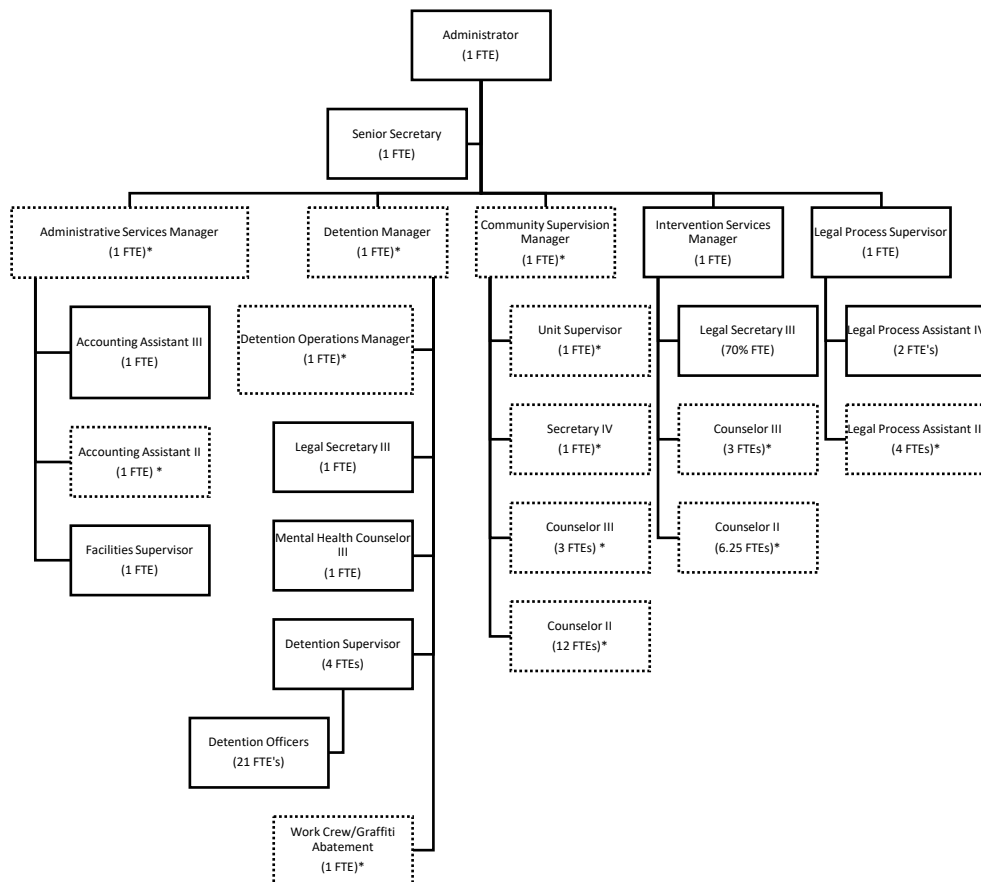 Administrator
(1 FTE)
Senior Secretary
(1 FTE)
Administrative Services Manager
(1 FTE)*
Detention Manager
(1 FTE)*
Community Supervision
Manager
(1 FTE)*
Intervention Services
Manager
(1 FTE)
Legal Process Supervisor
(1 FTE)
Accounting Assistant III
(1 FTE)
Accounting Assistant II
(1 FTE) *
Facilities Supervisor
(1 FTE)
Detention Operations Manager
(1 FTE)*
Legal Secretary III
(1 FTE)
Mental Health Counselor
III
(1 FTE)
Detention Supervisor
(4 FTEs)
Detention Officers
(21 FTE's)
Work Crew/Graffiti
Abatement
(1 FTE)*
Unit Supervisor
(1 FTE)*
Secretary IV
(1 FTE)*
Counselor III
(3 FTEs) *
Counselor II
(12 FTEs)*
Legal Secretary III
(70% FTE)
Counselor III
(3 FTEs)*
Counselor II
(6.25 FTEs)*
Legal Process Assistant IV
(2 FTE's)
Legal Process Assistant II
(4 FTEs)*